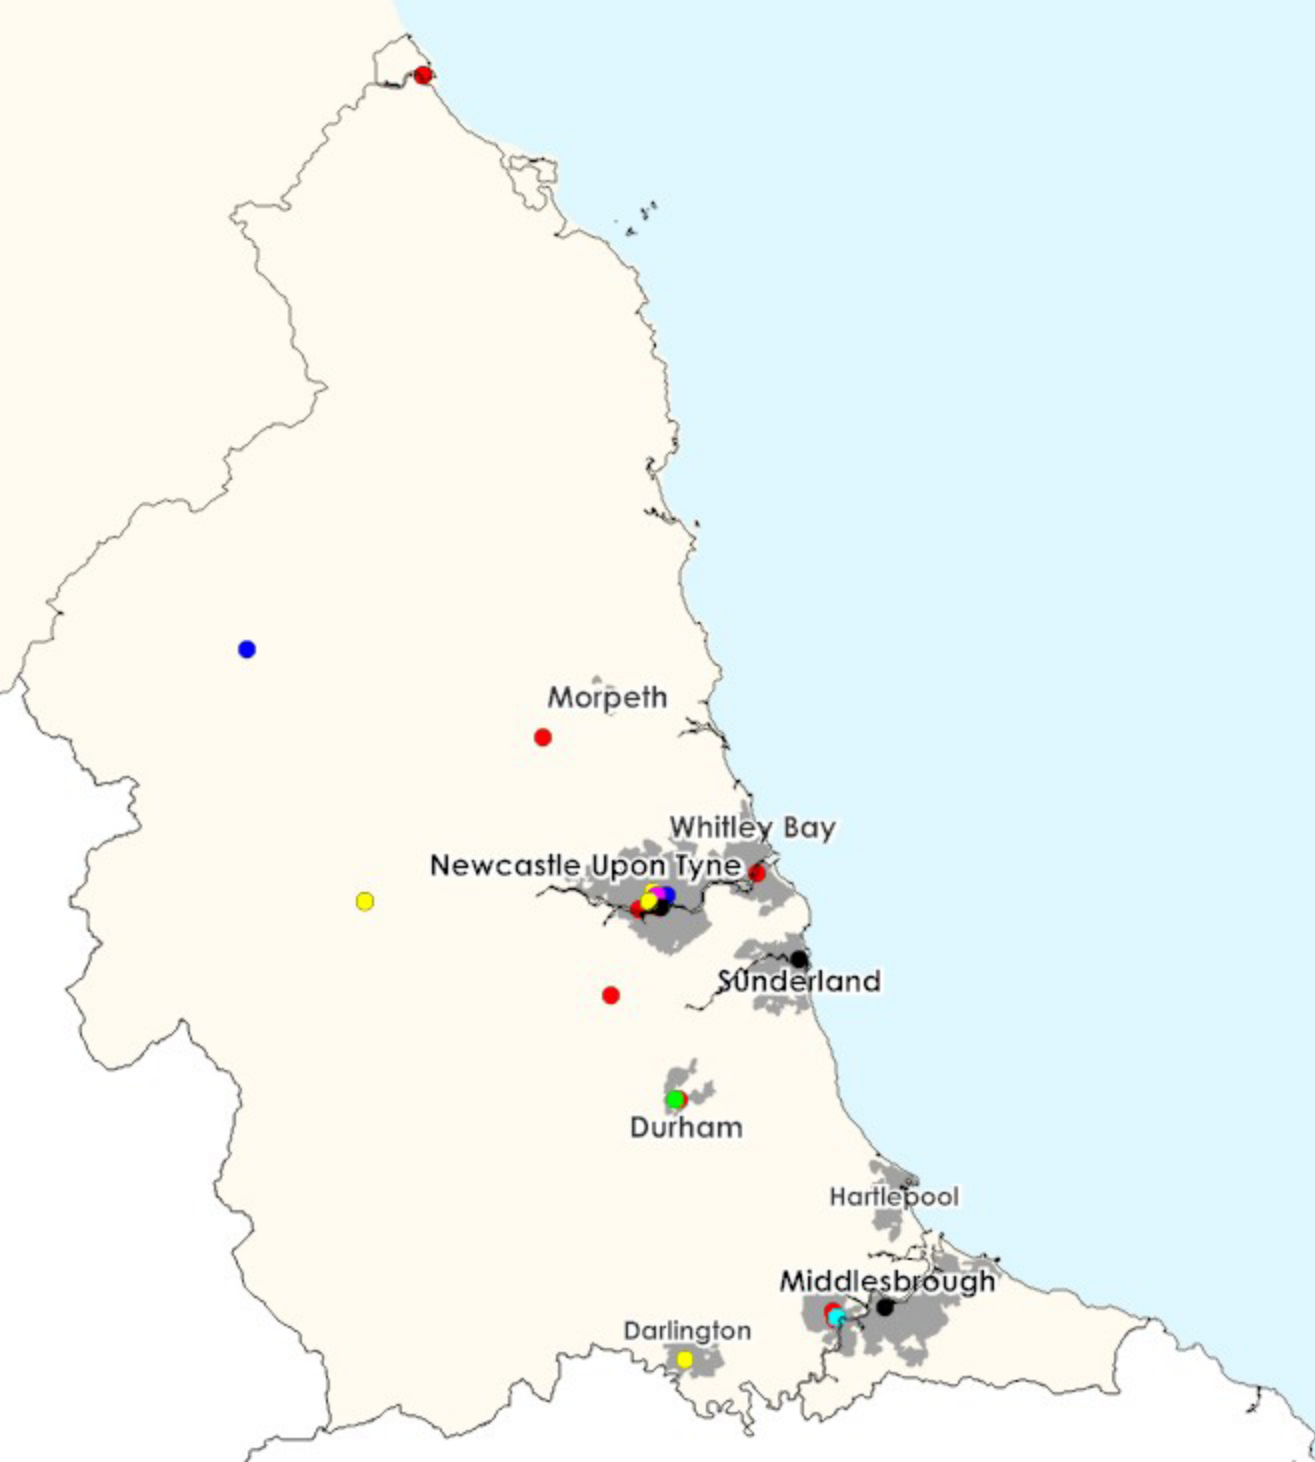 Morpeth
Whitley Bay
Newcastle Upon Tyne
Sunderland
Durham
Hartlepool
Middlesbrough
Darlington